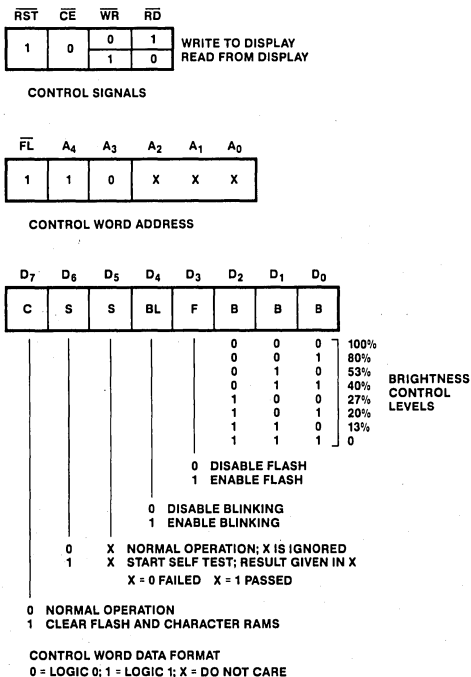 RST CE WR RD
1 0 0 1 WRITE TO DISPLAY
1 0 READ FROM DISPLAY
CONTROL SIGNALS
FL A4 A3 A2 A1 A0
1 1 0 X X X
CONTROL WORD ADDRESS
D7 D6 D5 D4 D3 D2 D1 D0
C S S BL F B B B
0 0 0 100%
0 0 1 80%
0 1 0 53%
0 1 1 40%
1 0 0 27%
1 0 1 20%
1 1 0 13%
1 1 1 0
BRIGHTNESS
CONTROL
LEVELS
0 DISABLE FLASH
1 ENABLE FLASH
0 DISABLE BLINKING
1 ENABLE BLINKING
0 X NORMAL OPERATION; X IS IGNORED
1 X START SELF TEST; RESULT GIVEN IN X
X = 0 FAILED X = 1 PASSED
0 NORMAL OPERATION
1 CLEAR FLASH AND CHARACTER RAMS
CONTROL WORD DATA FORMAT
0 = LOGIC 0; 1 = LOGIC 1; X = DO NOT CARE